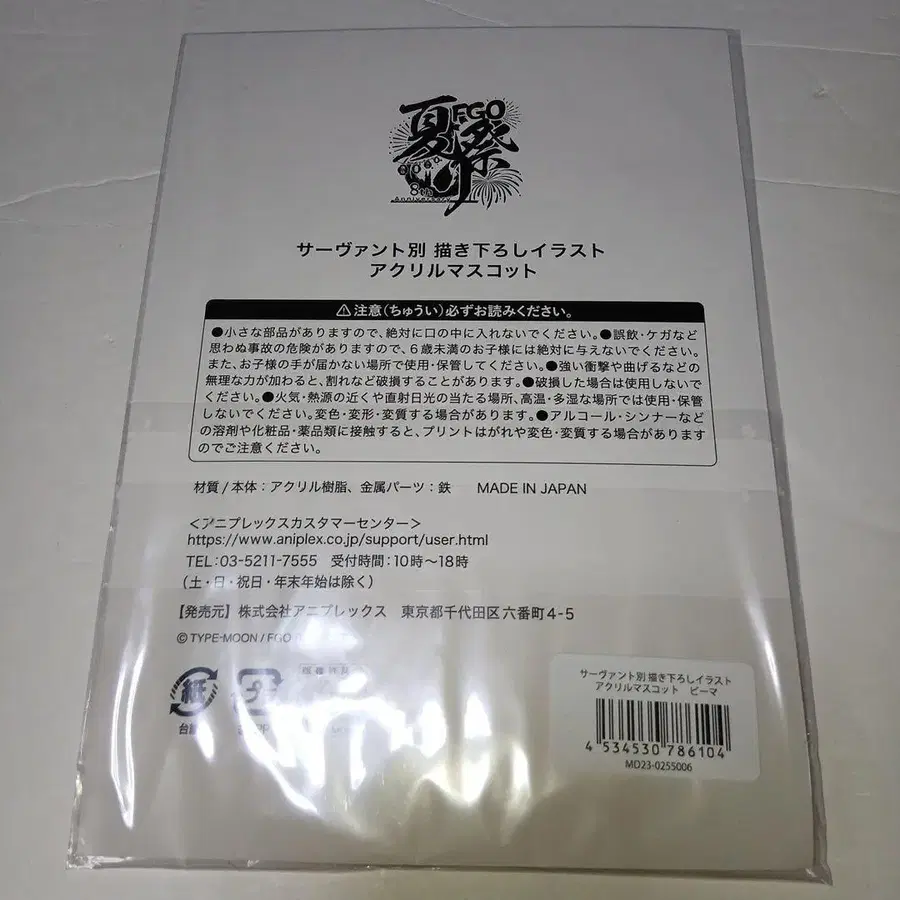 FGO
夏祭り
8th
Anniversary
サーヴァント別 描き下ろしイラスト
アクリルマスコット
⚠注意(ちゅうい)必ずお読みください。
●小さな部品がありますので、絶対に口の中に入れないでください。●誤飲・ケガなど
思わぬ事故の危険がありますので、6歳未満のお子様には絶対に与えないでください。
また、お子様の手が届かない場所で使用・保管してください。●強い衝撃や曲げるなどの
無理な力が加わると、割れなど破損することがあります。●破損した場合は使用しないで
ください。●火気・熱源の近くや直射日光の当たる場所、高温・多湿な場所では使用・保管
しないでください。変色・変形・変質する場合があります。●アルコール・シンナーなど
の溶剤や化粧品・薬品類に接触すると、プリントはがれや変色・変質する場合があります
のでご注意ください。
材質/本体:アクリル樹脂、金属パーツ:鉄 MADE IN JAPAN
<アニプレックスカスタマーセンター>
https://www.aniplex.co.jp/support/user.html
TEL:03-5211-7555 受付時間:10時〜18時
(土・日・祝日・年末年始は除く)
【発売元】株式会社アニプレックス 東京都千代田区六番町4-5
© TYPE-MOON / FGO
紙
プラ
サーヴァント別 描き下ろしイラスト
アクリルマスコット ビーマ
4 534530 786104
MD23-0255006